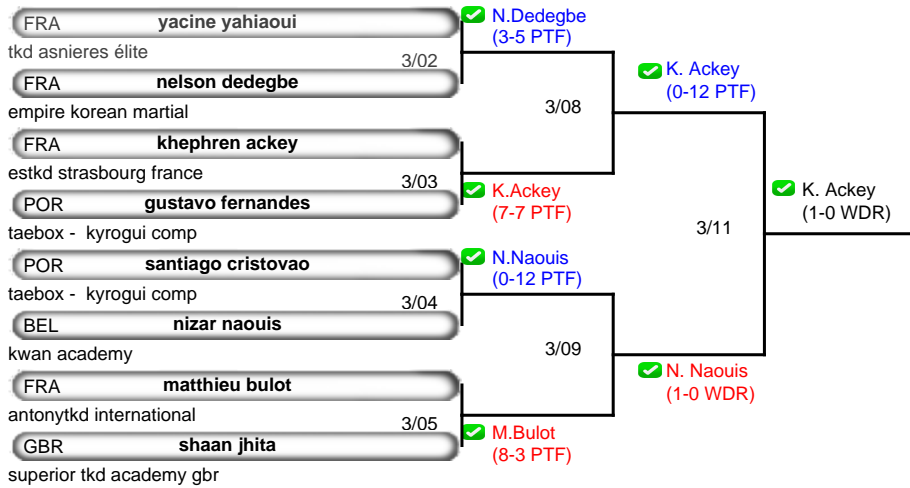 FRA yacine yahiaoui
tkd asnieres élite
3/02
FRA nelson dedegbe
empire korean martial
FRA khephren ackey
estkd strasbourg france
3/03
POR gustavo fernandes
taebox - kyrogui comp
POR santiago cristovao
taebox - kyrogui comp
3/04
BEL nizar naouis
kwan academy
FRA matthieu bulot
antonytkd international
3/05
GBR shaan jhita
superior tkd academy gbr
N.Dedegbe
(3-5 PTF)
3/08
K.Ackey
(7-7 PTF)
N.Naouis
(0-12 PTF)
3/09
M.Bulot
(8-3 PTF)
K. Ackey
(0-12 PTF)
3/11
N. Naouis
(1-0 WDR)
K. Ackey
(1-0 WDR)